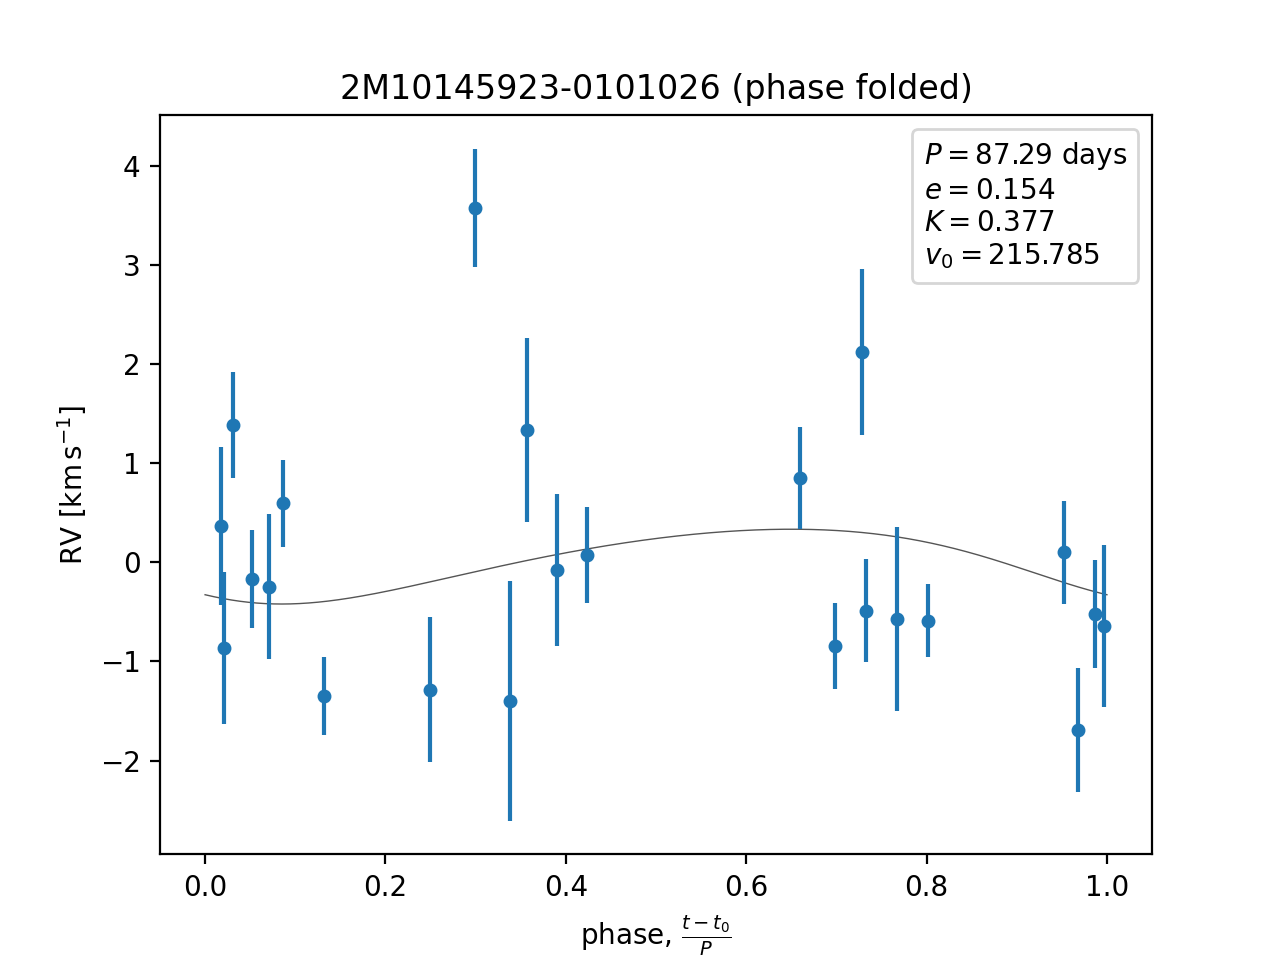 2M10145923-0101026 (phase folded)
P = 87.29 days
e = 0.154
K = 0.377
v₀ = 215.785
4
3
2
1
0
−1
−2
RV [km s⁻¹]
0.0 0.2 0.4 0.6 0.8 1.0
phase, (t − t₀)/P